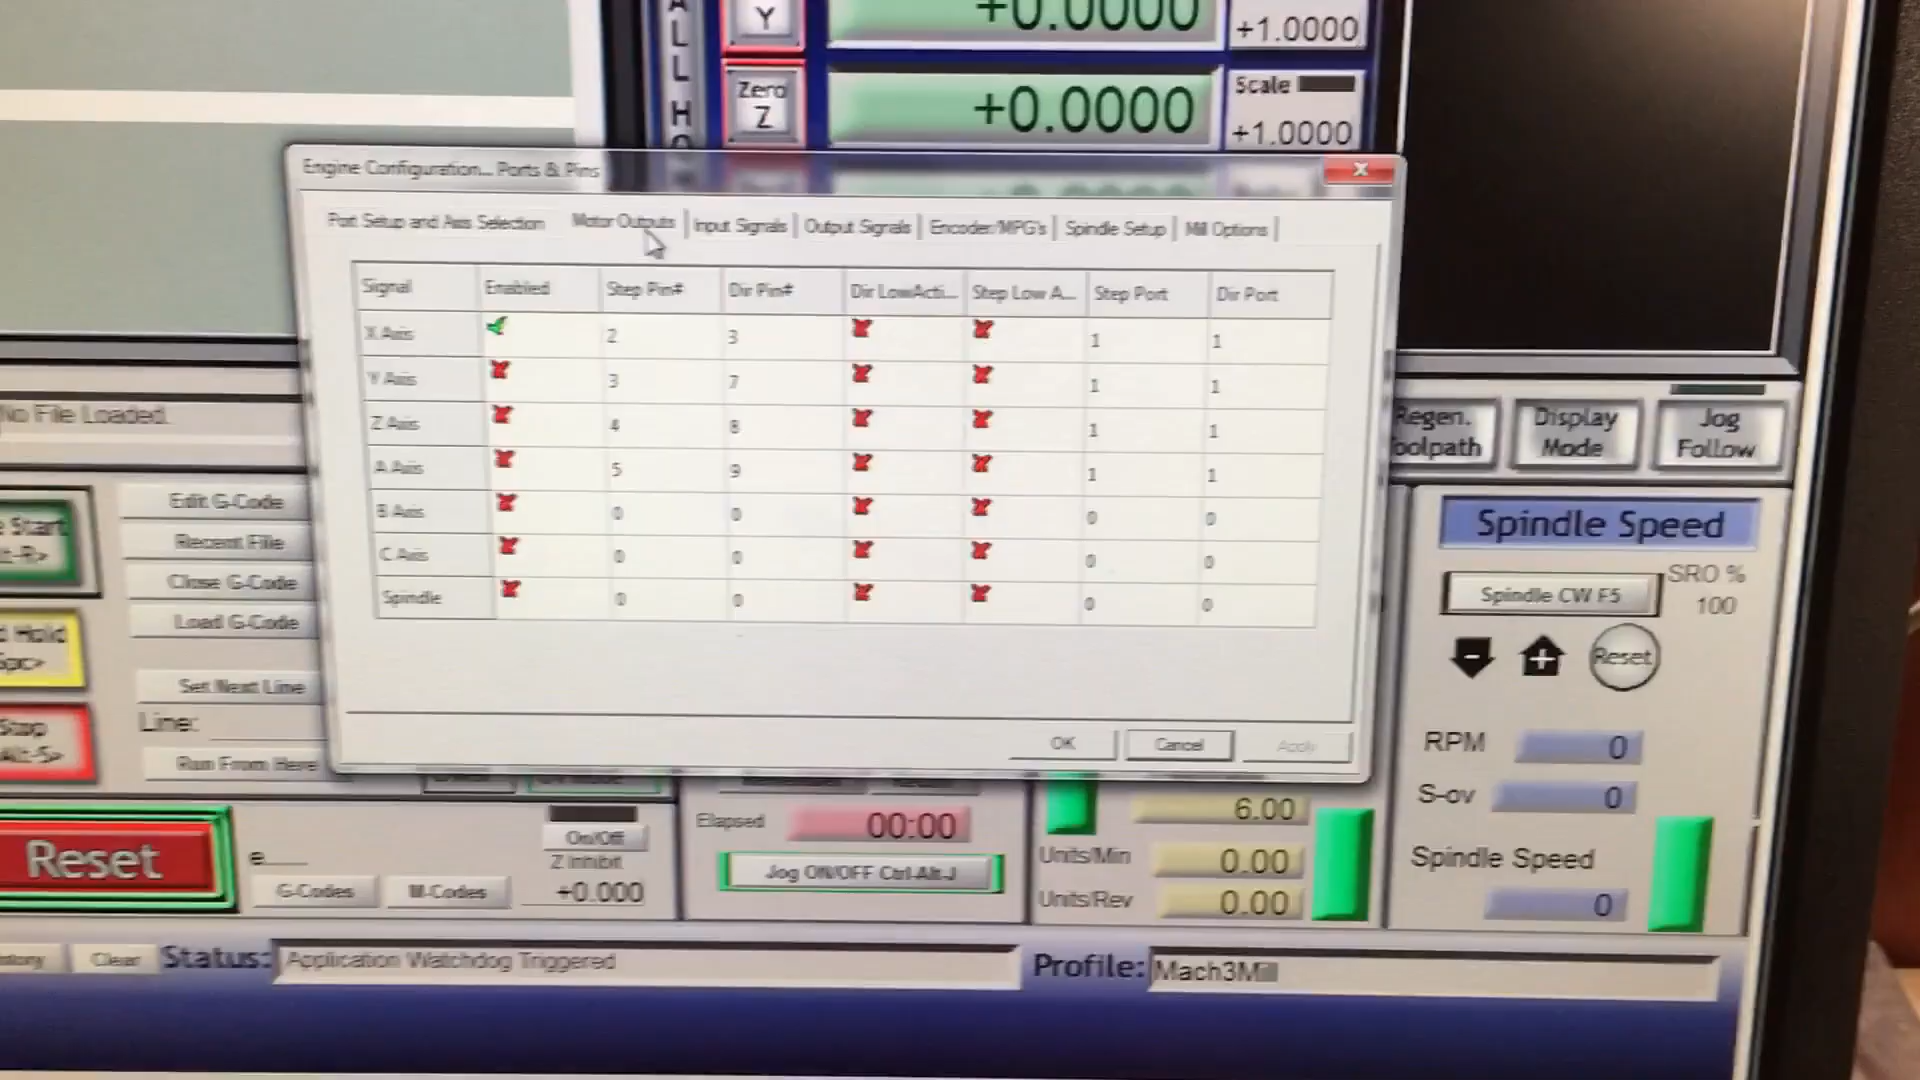 Y
+0.0000
+1.0000
Zero
Z
+0.0000
Scale
+1.0000
Engine Configuration... Ports & Pins
Port Setup and Axis Selection
Motor Outputs
Input Signals
Output Signals
Encoder/MPG's
Spindle Setup
Mill Options
Signal Enabled Step Pin# Dir Pin# Dir LowActi... Step Low A... Step Port Dir Port
X Axis 2 3 1 1
Y Axis 3 7 1 1
Z Axis 4 8 1 1
A Axis 5 9 1 1
B Axis 0 0 0 0
C Axis 0 0 0 0
Spindle 0 0 0 0
OK
Cancel
Apply
No File Loaded.
Edit G-Code
Recent File
Close G-Code
Load G-Code
Set Next Line
Line:
Run From Here
Start
Hold
Stop
Reset
G-Codes
M-Codes
On/Off
Z Inhibit
+0.000
Elapsed
00:00
Jog ON/OFF Ctrl-Alt-J
6.00
Units/Min
0.00
Units/Rev
0.00
Regen.
Toolpath
Display
Mode
Jog
Follow
Spindle Speed
Spindle CW F5
SRO %
100
-
+
Reset
RPM
0
S-ov
0
Spindle Speed
0
Clear
Status:
Application Watchdog Triggered
Profile:
Mach3Mill